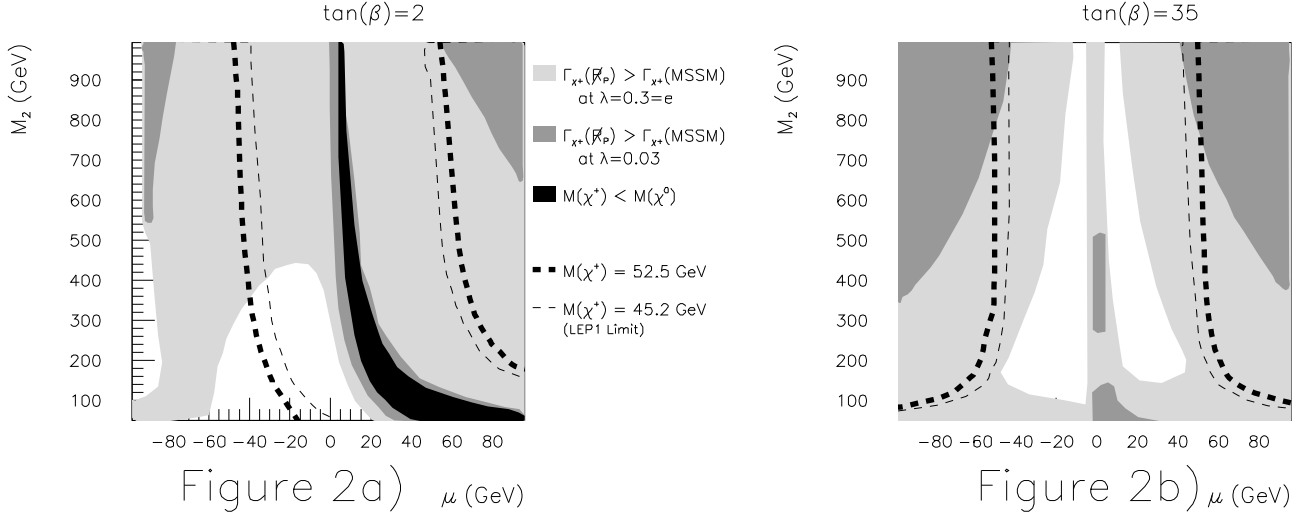 tan(β)=2
M₂ (GeV)
900
800
700
600
500
400
300
200
100
−80 −60 −40 −20 0 20 40 60 80
Figure 2a) μ (GeV)
Γχ+(R̸ₚ) > Γχ+(MSSM)
at λ=0.3=e
Γχ+(R̸ₚ) > Γχ+(MSSM)
at λ=0.03
M(χ⁺) < M(χ⁰)
M(χ⁺) = 52.5 GeV
M(χ⁺) = 45.2 GeV
(LEP1 Limit)
tan(β)=35
M₂ (GeV)
900
800
700
600
500
400
300
200
100
−80 −60 −40 −20 0 20 40 60 80
Figure 2b) μ (GeV)